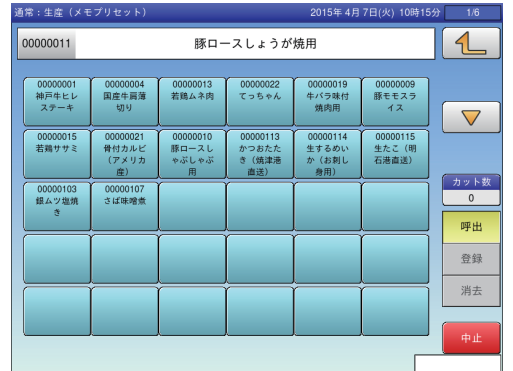 通常：生産（メモプリセット） 2015年 4月 7日(火) 10時15分 1/6
00000011 豚ロースしょうが焼用
00000001 神戸牛ヒレステーキ
00000004 国産牛肩薄切り
00000013 若鶏ムネ肉
00000022 てっちゃん
00000019 牛バラ味付焼肉用
00000009 豚モモスライス
00000015 若鶏ササミ
00000021 骨付カルビ（アメリカ産）
00000010 豚ロースしゃぶしゃぶ用
00000113 かつおたたき（焼津港直送）
00000114 生するめいか（お刺し身用）
00000115 生たこ（明石港直送）
00000103 銀ムツ塩焼き
00000107 さば味噌煮
カット数
0
呼出
登録
消去
中止